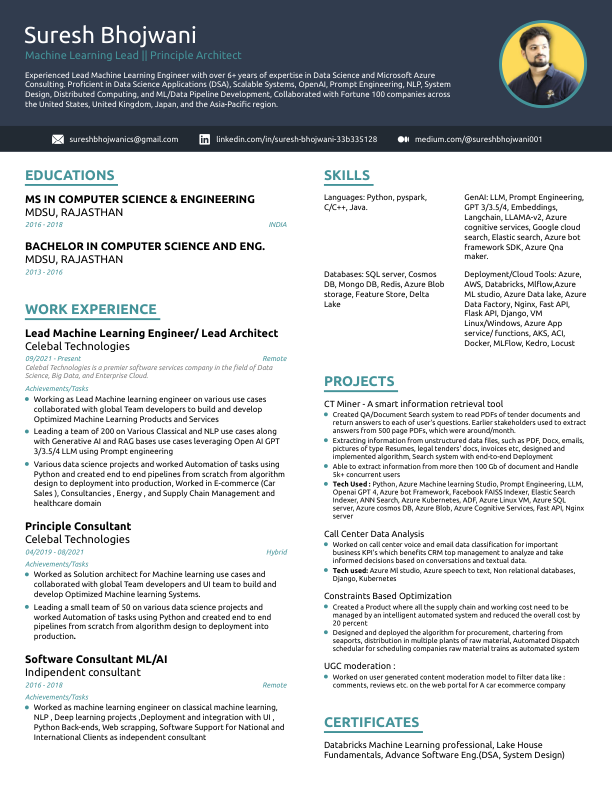 Suresh Bhojwani
Machine Learning Lead || Principle Architect
Experienced Lead Machine Learning Engineer with over 6+ years of expertise in Data Science and Microsoft Azure
Consulting. Proficient in Data Science Applications (DSA), Scalable Systems, OpenAI, Prompt Engineering, NLP, System
Design, Distributed Computing, and ML/Data Pipeline Development, Collaborated with Fortune 100 companies across
the United States, United Kingdom, Japan, and the Asia-Pacific region.
sureshbhojwanics@gmail.com
linkedin.com/in/suresh-bhojwani-33b335128
medium.com/@sureshbhojwani001
EDUCATIONS
MS IN COMPUTER SCIENCE & ENGINEERING
MDSU, RAJASTHAN
2016 - 2018 INDIA
BACHELOR IN COMPUTER SCIENCE AND ENG.
MDSU, RAJASTHAN
2013 - 2016
WORK EXPERIENCE
Lead Machine Learning Engineer/ Lead Architect
Celebal Technologies
09/2021 - Present Remote
Celebal Technologies is a premier software services company in the field of Data
Science, Big Data, and Enterprise Cloud.
Achievements/Tasks
Working as Lead Machine learning engineer on various use cases
collaborated with global Team developers to build and develop
Optimized Machine Learning Products and Services
Leading a team of 200 on Various Classical and NLP use cases along
with Generative AI and RAG bases use cases leveraging Open AI GPT
3/3.5/4 LLM using Prompt engineering
Various data science projects and worked Automation of tasks using
Python and created end to end pipelines from scratch from algorithm
design to deployment into production, Worked in E-commerce (Car
Sales ), Consultancies , Energy , and Supply Chain Management and
healthcare domain
Principle Consultant
Celebal Technologies
04/2019 - 08/2021 Hybrid
Achievements/Tasks
Worked as Solution architect for Machine learning use cases and
collaborated with global Team developers and UI team to build and
develop Optimized Machine learning Systems.
Leading a small team of 50 on various data science projects and
worked Automation of tasks using Python and created end to end
pipelines from scratch from algorithm design to deployment into
production.
Software Consultant ML/AI
Indipendent consultant
2016 - 2018 Remote
Achievements/Tasks
Worked as machine learning engineer on classical machine learning,
NLP , Deep learning projects ,Deployment and integration with UI ,
Python Back-ends, Web scrapping, Software Support for National and
International Clients as independent consultant
SKILLS
Languages: Python, pyspark,
C/C++, Java.
GenAI: LLM, Prompt Engineering,
GPT 3/3.5/4, Embeddings,
Langchain, LLAMA-v2, Azure
cognitive services, Google cloud
search, Elastic search, Azure bot
framework SDK, Azure Qna
maker.
Databases: SQL server, Cosmos
DB, Mongo DB, Redis, Azure Blob
storage, Feature Store, Delta
Lake
Deployment/Cloud Tools: Azure,
AWS, Databricks, Mlflow,Azure
ML studio, Azure Data lake, Azure
Data Factory, Nginx, Fast API,
Flask API, Django, VM
Linux/Windows, Azure App
service/ functions, AKS, ACI,
Docker, MLFlow, Kedro, Locust
PROJECTS
CT Miner - A smart information retrieval tool
Created QA/Document Search system to read PDFs of tender documents and
return answers to each of user's questions. Earlier stakeholders used to extract
answers from 500 page PDFs, which were around/month.
Extracting information from unstructured data files, such as PDF, Docx, emails,
pictures of type Resumes, legal tenders' docs, invoices etc, designed and
implemented algorithm, Search system with end-to-end Deployment
Able to extract information from more then 100 Gb of document and Handle
5k+ concurrent users
Tech Used : Python, Azure Machine learning Studio, Prompt Engineering, LLM,
Openai GPT 4, Azure bot Framework, Facebook FAISS Indexer, Elastic Search
Indexer, ANN Search, Azure Kubernetes, ADF, Azure Linux VM, Azure SQL
server, Azure cosmos DB, Azure Blob, Azure Cognitive Services, Fast API, Nginx
server
Call Center Data Analysis
Worked on call center voice and email data classification for important
business KPI's which benefits CRM top management to analyze and take
informed decisions based on conversations and textual data.
Tech used: Azure Ml studio, Azure speech to text, Non relational databases,
Django, Kubernetes
Constraints Based Optimization
Created a Product where all the supply chain and working cost need to be
managed by an intelligent automated system and reduced the overall cost by
20 percent
Designed and deployed the algorithm for procurement, chartering from
seaports, distribution in multiple plants of raw material, Automated Dispatch
schedular for scheduling companies raw material trains as automated system
UGC moderation :
Worked on user generated content moderation model to filter data like :
comments, reviews etc. on the web portal for A car ecommerce company
CERTIFICATES
Databricks Machine Learning professional, Lake House
Fundamentals, Advance Software Eng.(DSA, System Design)